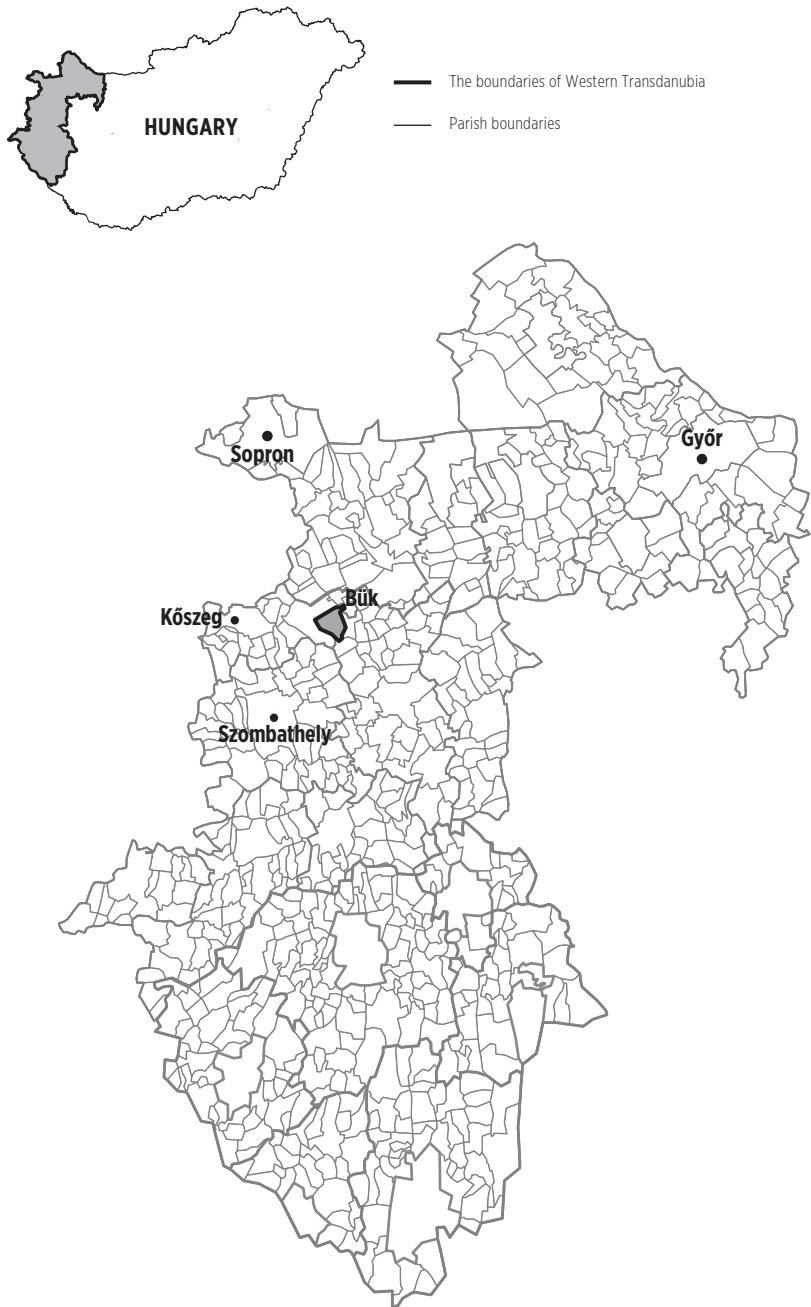 HUNGARY
The boundaries of Western Transdanubia
Parish boundaries
Győr
Sopron
Bük
Kőszeg
Szombathely